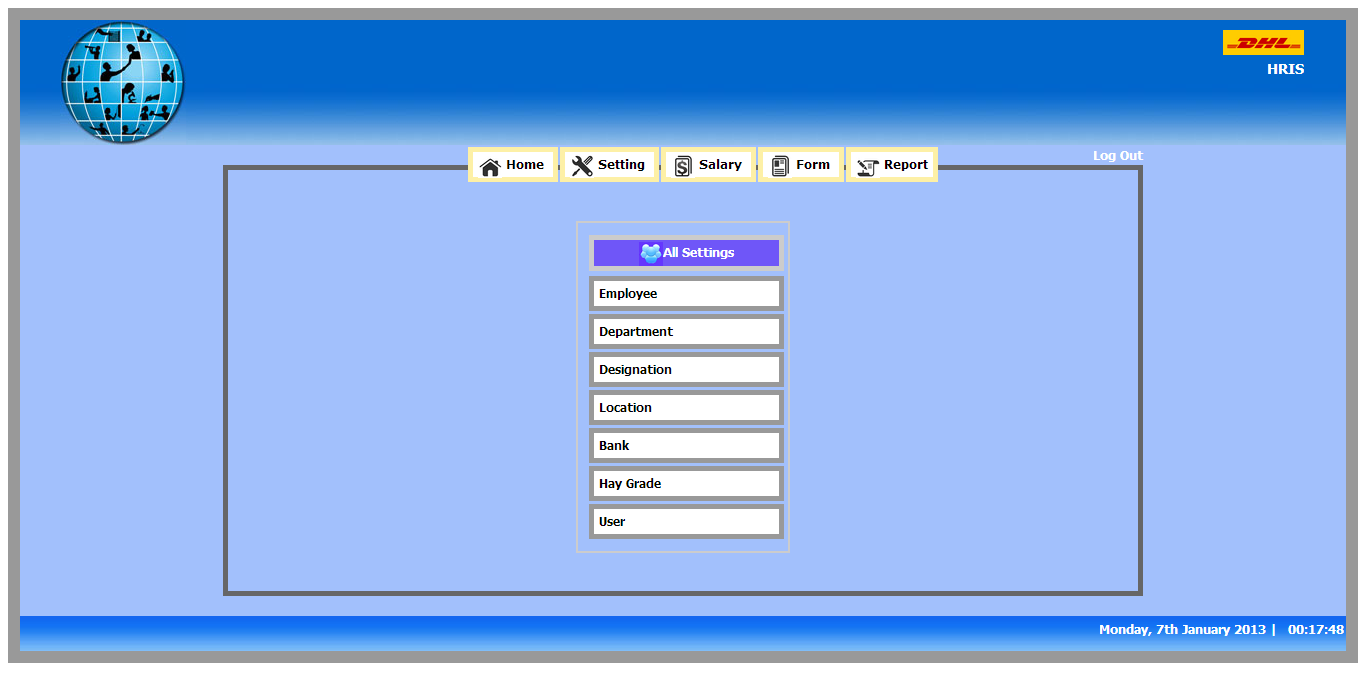 DHL
HRIS
Log Out
Home Setting Salary Form Report
All Settings
Employee
Department
Designation
Location
Bank
Hay Grade
User
Monday, 7th January 2013 | 00:17:48